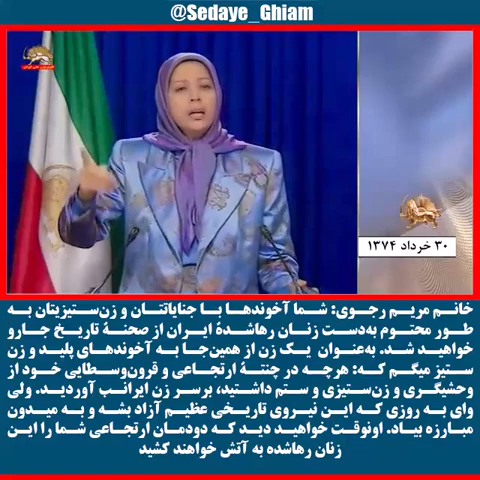 @Sedaye_Ghiam
۳۰ خرداد ۱۳۷۴
خانم مریم رجوی: شما آخوندها با جنایاتتان و زن‌ستیزیتان به
طور محتوم به‌دست زنان رهاشدهٔ ایران از صحنهٔ تاریخ جارو
خواهید شد. به‌عنوان یک زن از همین‌جا به آخوندهای پلید و زن
ستیز میگم که: هرچه در چنتهٔ ارتجاعی و قرون‌وسطایی خود از
وحشیگری و زن‌ستیزی و ستم داشتید، برسر زن ایرانی آوردید. ولی
وای به روزی که این نیروی تاریخی عظیم آزاد بشه و به میدون
مبارزه بیاد. اونوقت خواهید دید که دودمان ارتجاعی شما را این
زنان رهاشده به آتش خواهند کشید